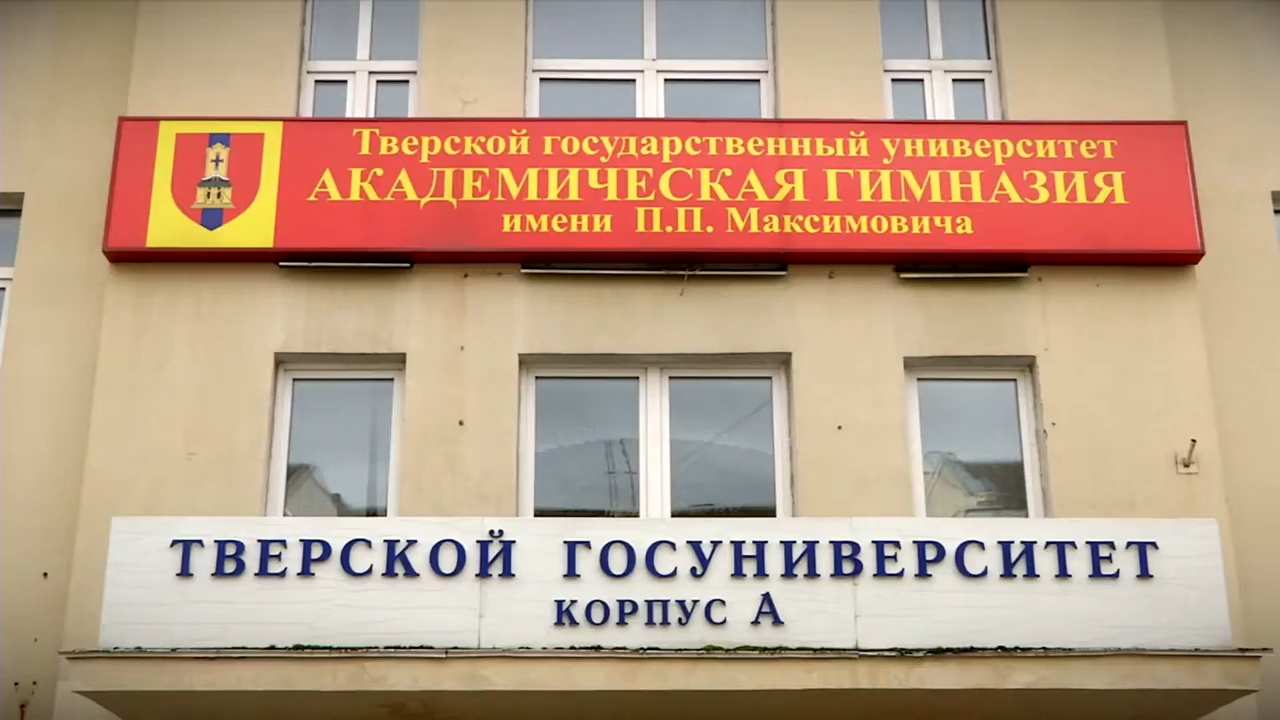 Тверской государственный университет
АКАДЕМИЧЕСКАЯ ГИМНАЗИЯ
имени П.П. Максимовича
ТВЕРСКОЙ ГОСУНИВЕРСИТЕТ
КОРПУС А